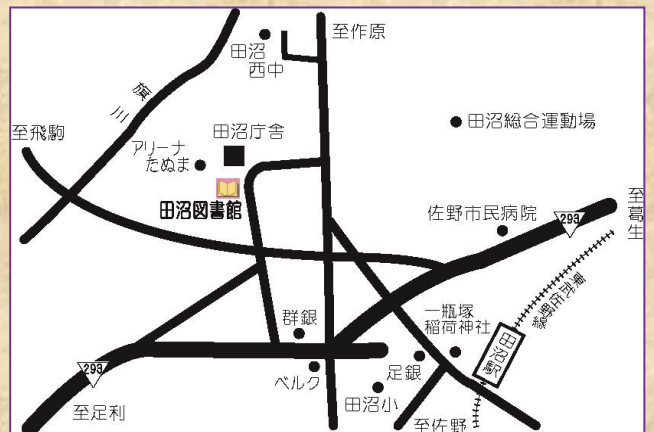 至作原
田沼
西中
旗
川
田沼総合運動場
田沼庁舎
至飛駒
アリーナ
たぬま
田沼図書館
至葛生
佐野市民病院
293
東武佐野線
一瓶塚
稲荷神社
田沼駅
群銀
足銀
ベルク
293
田沼小
至足利
至佐野